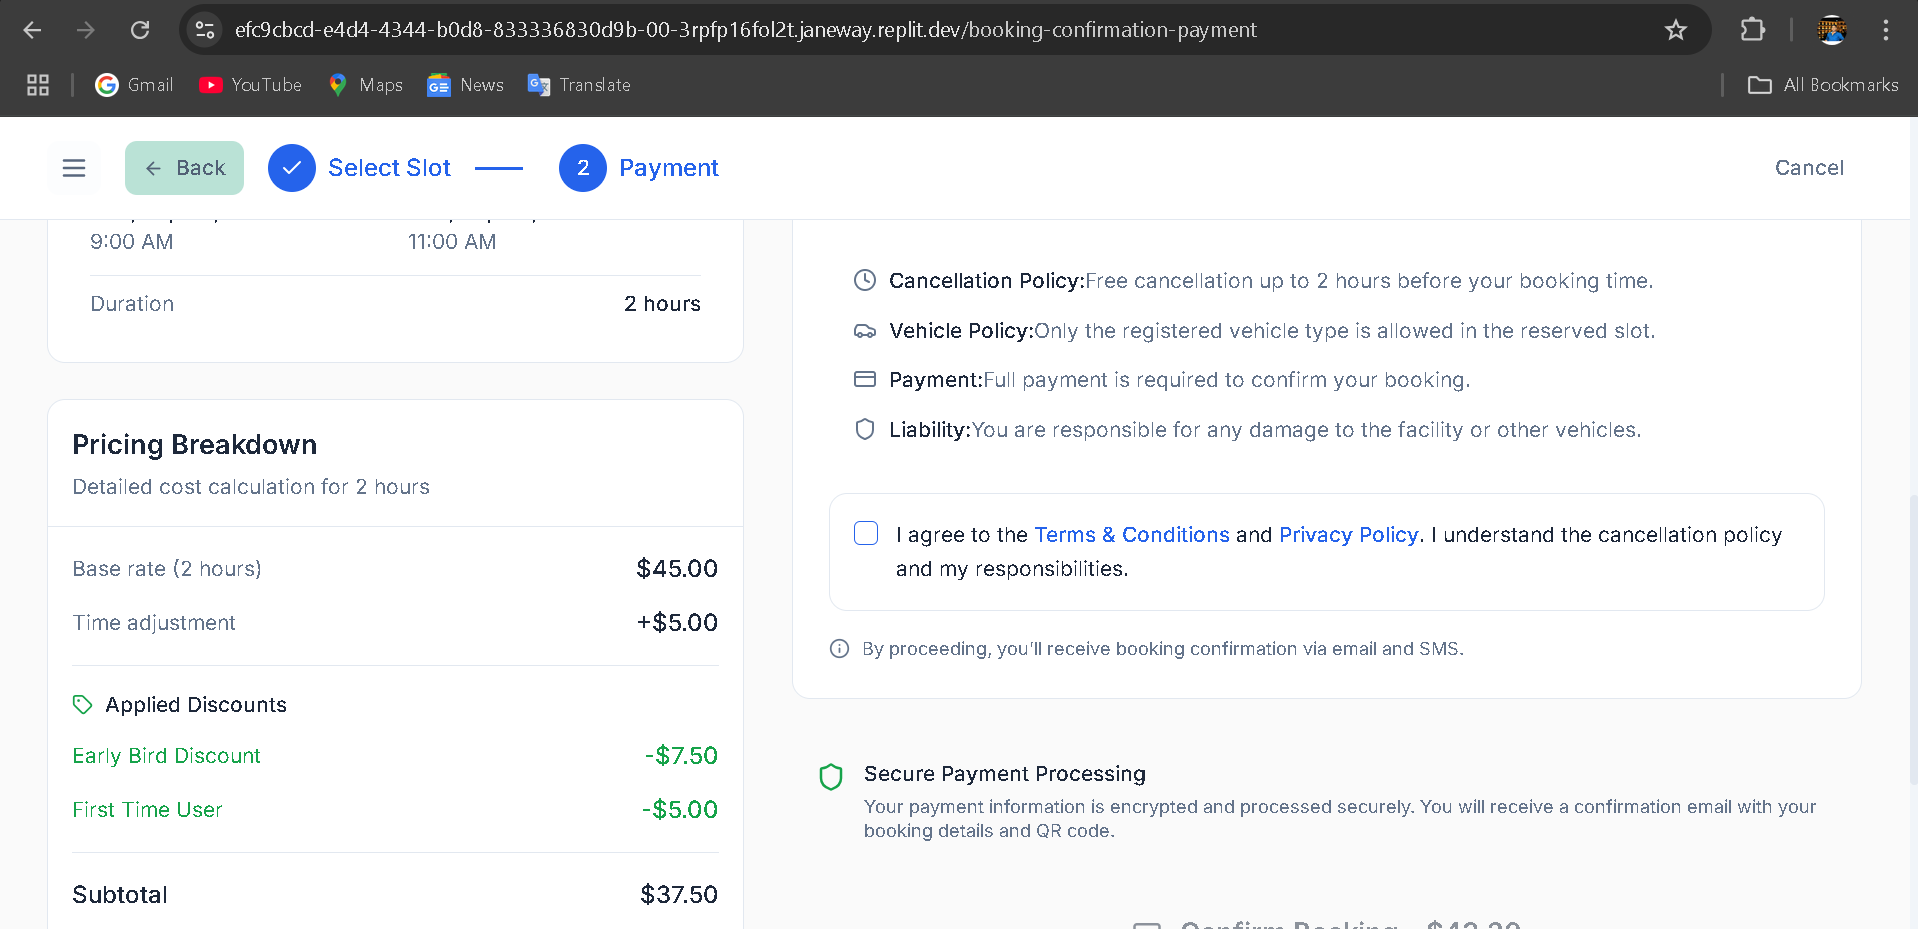 efc9cbcd-e4d4-4344-b0d8-833336830d9b-00-3rpfp16fol2t.janeway.replit.dev/booking-confirmation-payment
Gmail
YouTube
Maps
News
Translate
All Bookmarks
Back
Select Slot
2
Payment
Cancel
9:00 AM
11:00 AM
Duration
2 hours
Pricing Breakdown
Detailed cost calculation for 2 hours
Base rate (2 hours)
$45.00
Time adjustment
+$5.00
Applied Discounts
Early Bird Discount
-$7.50
First Time User
-$5.00
Subtotal
$37.50
Cancellation Policy:Free cancellation up to 2 hours before your booking time.
Vehicle Policy:Only the registered vehicle type is allowed in the reserved slot.
Payment:Full payment is required to confirm your booking.
Liability:You are responsible for any damage to the facility or other vehicles.
I agree to the Terms & Conditions and Privacy Policy. I understand the cancellation policy
and my responsibilities.
By proceeding, you'll receive booking confirmation via email and SMS.
Secure Payment Processing
Your payment information is encrypted and processed securely. You will receive a confirmation email with your
booking details and QR code.
Confirm Booking